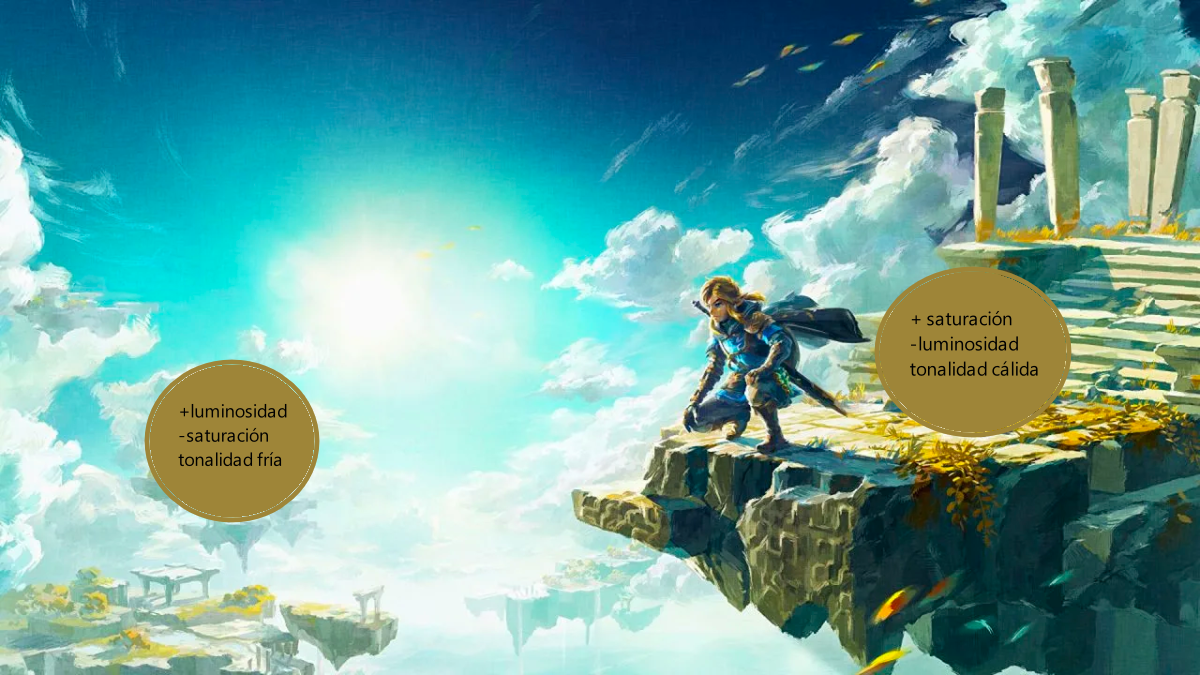 +luminosidad
-saturación
tonalidad fría
+ saturación
-luminosidad
tonalidad cálida